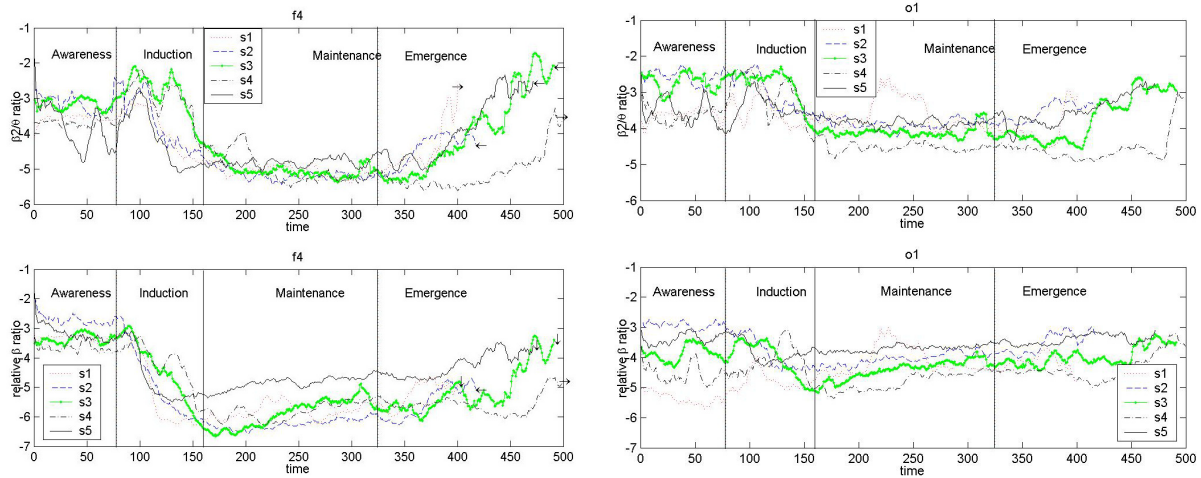 f4
-1
-2
-3
-4
-5
-6
β2/θ ratio
Awareness Induction Maintenance Emergence
s1
s2
s3
s4
s5
0 50 100 150 200 250 300 350 400 450 500
time
o1
-1
-2
-3
-4
-5
-6
β2/θ ratio
Awareness Induction Maintenance Emergence
s1
s2
s3
s4
s5
0 50 100 150 200 250 300 350 400 450 500
time
f4
-1
-2
-3
-4
-5
-6
-7
relative β ratio
Awareness Induction Maintenance Emergence
s1
s2
s3
s4
s5
0 50 100 150 200 250 300 350 400 450 500
time
o1
-1
-2
-3
-4
-5
-6
-7
relative β ratio
Awareness Induction Maintenance Emergence
s1
s2
s3
s4
s5
0 50 100 150 200 250 300 350 400 450 500
time